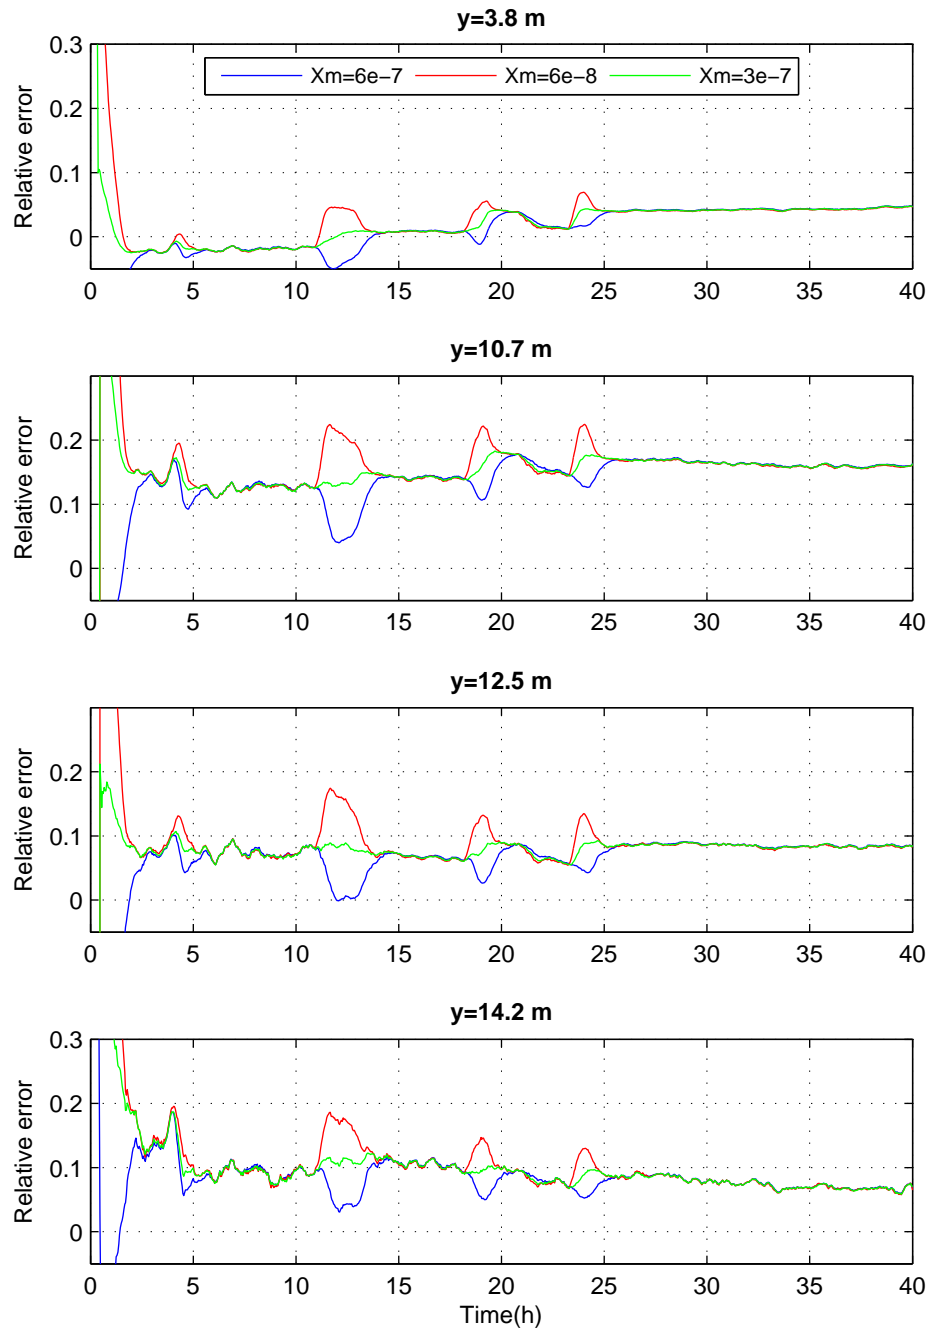 y=3.8 m
0.3
0.2
0.1
0
Relative error
Xm=6e−7 Xm=6e−8 Xm=3e−7
0 5 10 15 20 25 30 35 40
y=10.7 m
0.2
0.1
0
Relative error
0 5 10 15 20 25 30 35 40
y=12.5 m
0.2
0.1
0
Relative error
0 5 10 15 20 25 30 35 40
y=14.2 m
0.3
0.2
0.1
0
Relative error
0 5 10 15 20 25 30 35 40
Time(h)